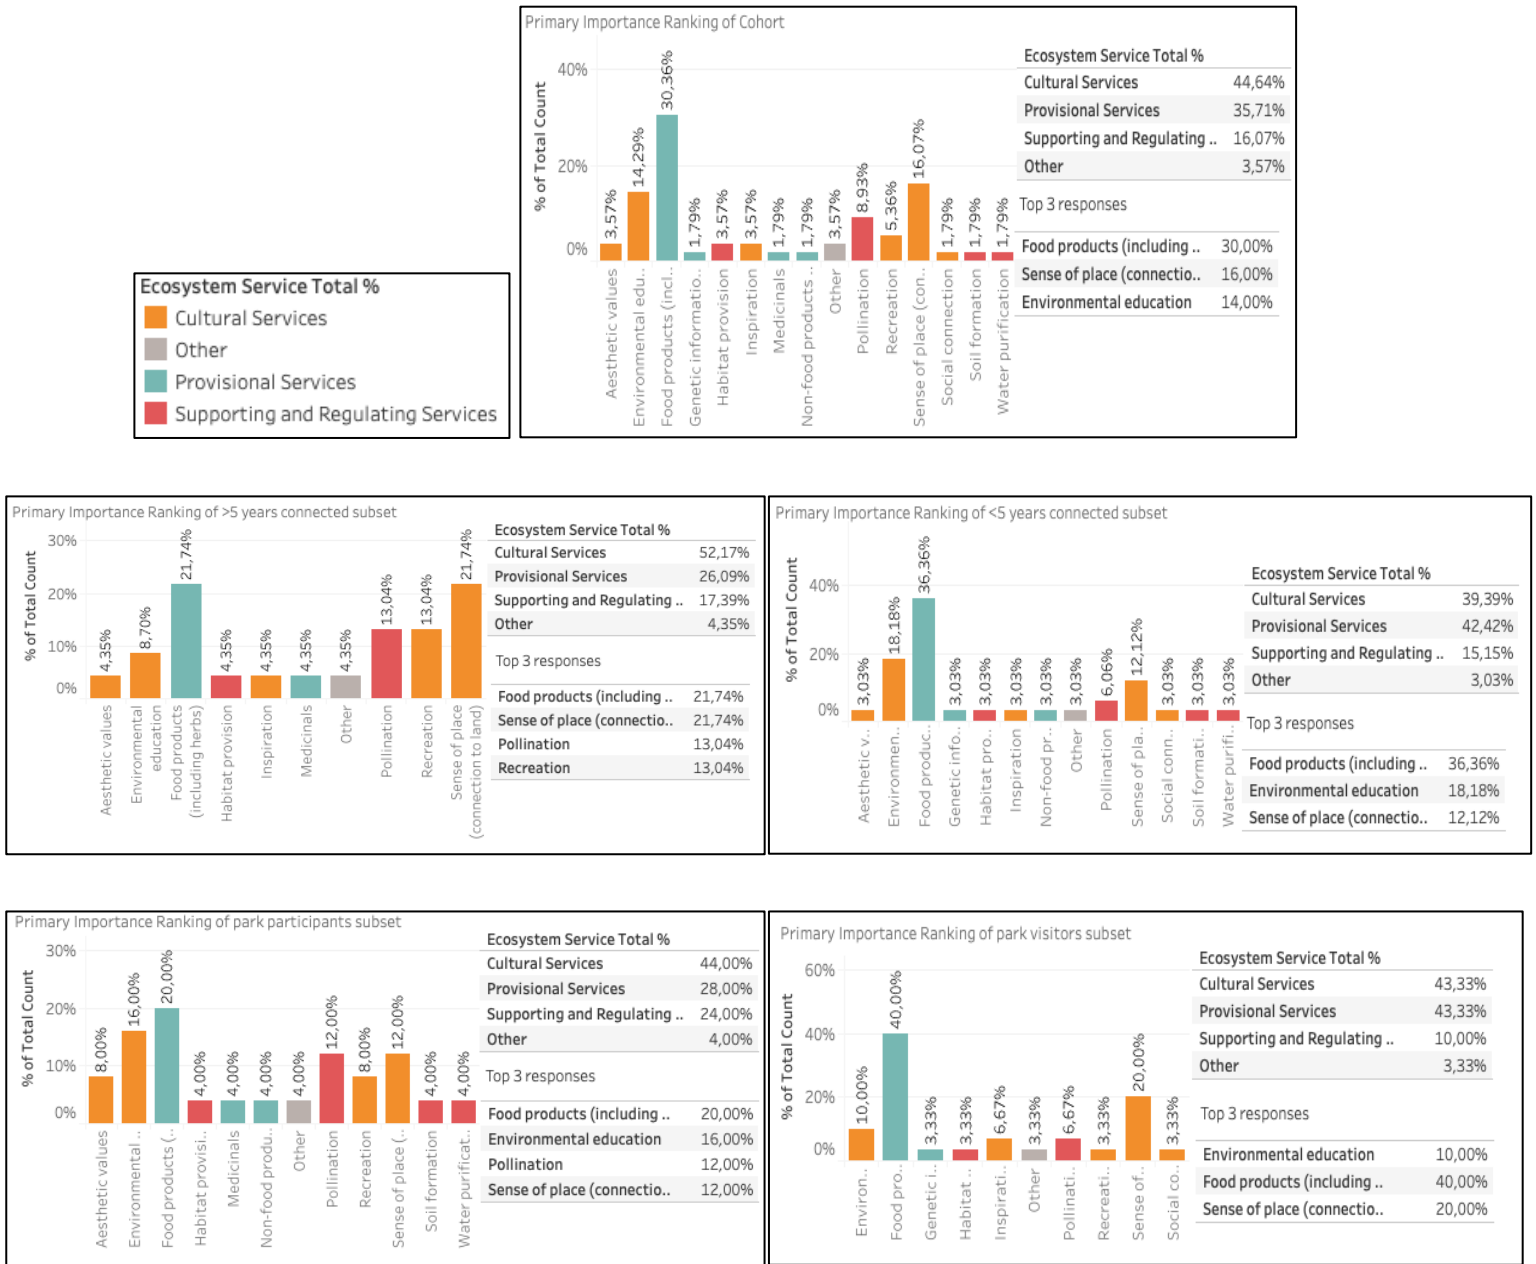 Primary Importance Ranking of Cohort
% of Total Count
40%
20%
0%
3,57%
14,29%
30,36%
1,79%
3,57%
3,57%
1,79%
1,79%
3,57%
8,93%
5,36%
16,07%
1,79%
1,79%
1,79%
Aesthetic values
Environmental edu..
Food products (incl..
Genetic informatio..
Habitat provision
Inspiration
Medicinals
Non-food products ..
Other
Pollination
Recreation
Sense of place (con..
Social connection
Soil formation
Water purification
Ecosystem Service Total %
Cultural Services 44,64%
Provisional Services 35,71%
Supporting and Regulating .. 16,07%
Other 3,57%
Top 3 responses
Food products (including .. 30,00%
Sense of place (connectio.. 16,00%
Environmental education 14,00%
Ecosystem Service Total %
Cultural Services
Other
Provisional Services
Supporting and Regulating Services
Primary Importance Ranking of >5 years connected subset
% of Total Count
30%
20%
10%
0%
4,35%
8,70%
21,74%
4,35%
4,35%
4,35%
4,35%
13,04%
13,04%
21,74%
Aesthetic values
Environmental
education
Food products
(including herbs)
Habitat provision
Inspiration
Medicinals
Other
Pollination
Recreation
Sense of place
(connection to land)
Ecosystem Service Total %
Cultural Services 52,17%
Provisional Services 26,09%
Supporting and Regulating .. 17,39%
Other 4,35%
Top 3 responses
Food products (including .. 21,74%
Sense of place (connectio.. 21,74%
Pollination 13,04%
Recreation 13,04%
Primary Importance Ranking of <5 years connected subset
% of Total Count
40%
20%
0%
3,03%
18,18%
36,36%
3,03%
3,03%
3,03%
3,03%
3,03%
6,06%
12,12%
3,03%
3,03%
3,03%
Aesthetic v..
Environmen..
Food produc..
Genetic info..
Habitat pro..
Inspiration
Non-food pr..
Other
Pollination
Sense of pla..
Social conn..
Soil formati..
Water purifi..
Ecosystem Service Total %
Cultural Services 39,39%
Provisional Services 42,42%
Supporting and Regulating .. 15,15%
Other 3,03%
Top 3 responses
Food products (including .. 36,36%
Environmental education 18,18%
Sense of place (connectio.. 12,12%
Primary Importance Ranking of park participants subset
% of Total Count
30%
20%
10%
0%
8,00%
16,00%
20,00%
4,00%
4,00%
4,00%
4,00%
12,00%
8,00%
12,00%
4,00%
4,00%
Aesthetic values
Environmental ..
Food products (..
Habitat provisi..
Medicinals
Non-food produ..
Other
Pollination
Recreation
Sense of place (..
Soil formation
Water purificat..
Ecosystem Service Total %
Cultural Services 44,00%
Provisional Services 28,00%
Supporting and Regulating .. 24,00%
Other 4,00%
Top 3 responses
Food products (including .. 20,00%
Environmental education 16,00%
Pollination 12,00%
Sense of place (connectio.. 12,00%
Primary Importance Ranking of park visitors subset
% of Total Count
60%
40%
20%
0%
10,00%
40,00%
3,33%
3,33%
6,67%
3,33%
6,67%
3,33%
20,00%
3,33%
Environ..
Food pro..
Genetic i..
Habitat ..
Inspirati..
Other
Pollinati..
Recreati..
Sense of..
Social co..
Ecosystem Service Total %
Cultural Services 43,33%
Provisional Services 43,33%
Supporting and Regulating .. 10,00%
Other 3,33%
Top 3 responses
Environmental education 10,00%
Food products (including .. 40,00%
Sense of place (connectio.. 20,00%